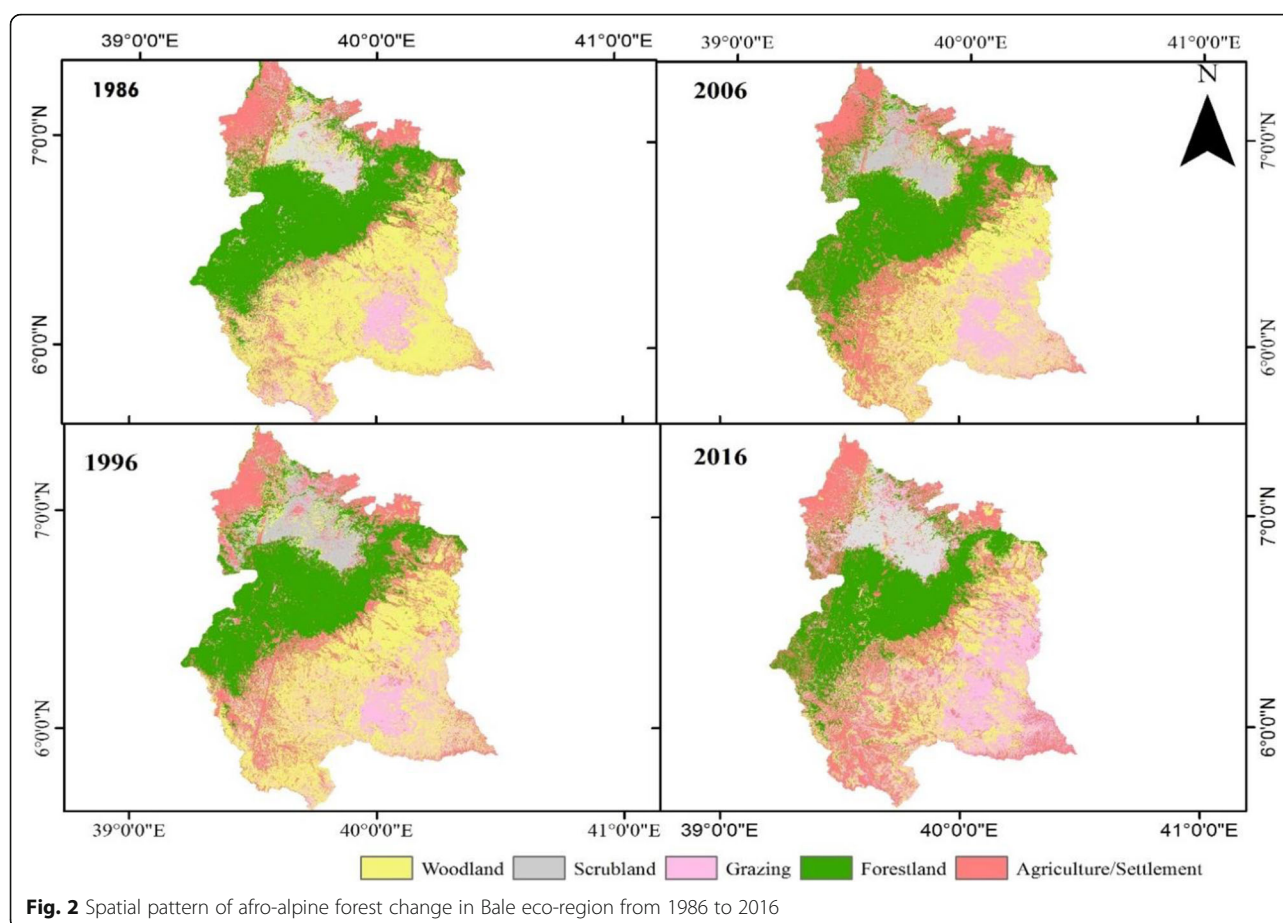 39°0'0"E 40°0'0"E 41°0'0"E 39°0'0"E 40°0'0"E 41°0'0"E
1986
2006
N
7°0'0"N
7°0'0"N
6°0'0"N
6°0'0"N
1996
2016
7°0'0"N
7°0'0"N
6°0'0"N
6°0'0"N
39°0'0"E 40°0'0"E 41°0'0"E 39°0'0"E 40°0'0"E 41°0'0"E
Woodland Scrubland Grazing Forestland Agriculture/Settlement
Fig. 2 Spatial pattern of afro-alpine forest change in Bale eco-region from 1986 to 2016